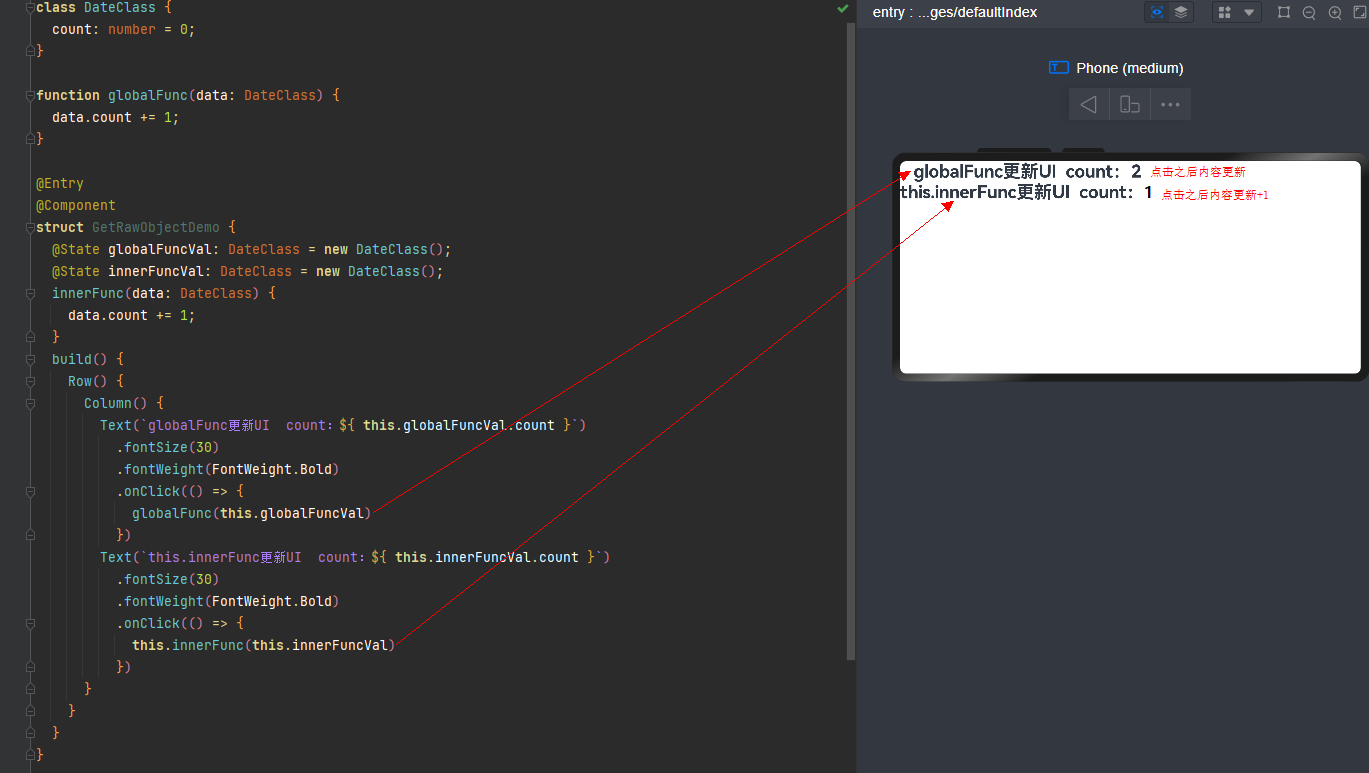 class DateClass {
count: number = 0;
}
function globalFunc(data: DateClass) {
data.count += 1;
}
@Entry
@Component
struct GetRawObjectDemo {
@State globalFuncVal: DateClass = new DateClass();
@State innerFuncVal: DateClass = new DateClass();
innerFunc(data: DateClass) {
data.count += 1;
}
build() {
Row() {
Column() {
Text(`globalFunc更新UI  count：${ this.globalFuncVal.count }`)
.fontSize(30)
.fontWeight(FontWeight.Bold)
.onClick(() => {
globalFunc(this.globalFuncVal)
})
Text(`this.innerFunc更新UI  count：${ this.innerFuncVal.count }`)
.fontSize(30)
.fontWeight(FontWeight.Bold)
.onClick(() => {
this.innerFunc(this.innerFuncVal)
})
}
}
}
}
entry : ...ges/defaultIndex
Phone (medium)
globalFunc更新UI  count：2 点击之后内容更新
this.innerFunc更新UI  count：1 点击之后内容更新+1